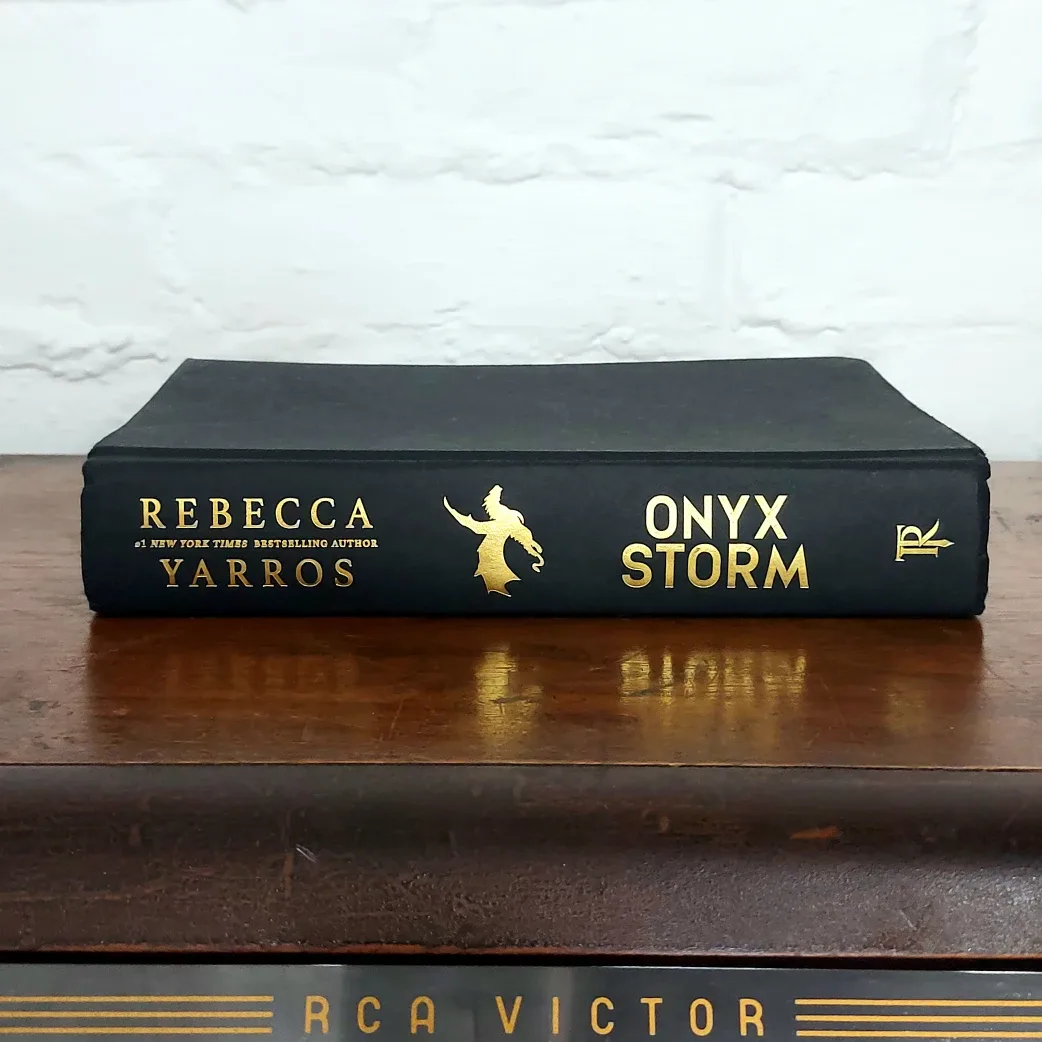 REBECCA
#1 NEW YORK TIMES BESTSELLING AUTHOR
YARROS
ONYX
STORM
RCA VICTOR